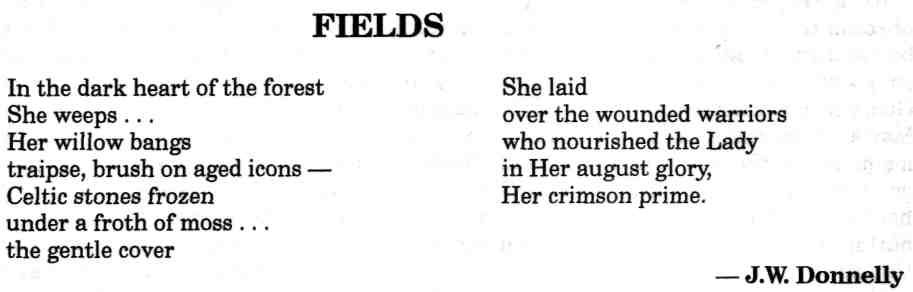 FIELDS
In the dark heart of the forest
She weeps . . .
Her willow bangs
traipse, brush on aged icons —
Celtic stones frozen
under a froth of moss . . .
the gentle cover
She laid
over the wounded warriors
who nourished the Lady
in Her august glory,
Her crimson prime.
— J.W. Donnelly